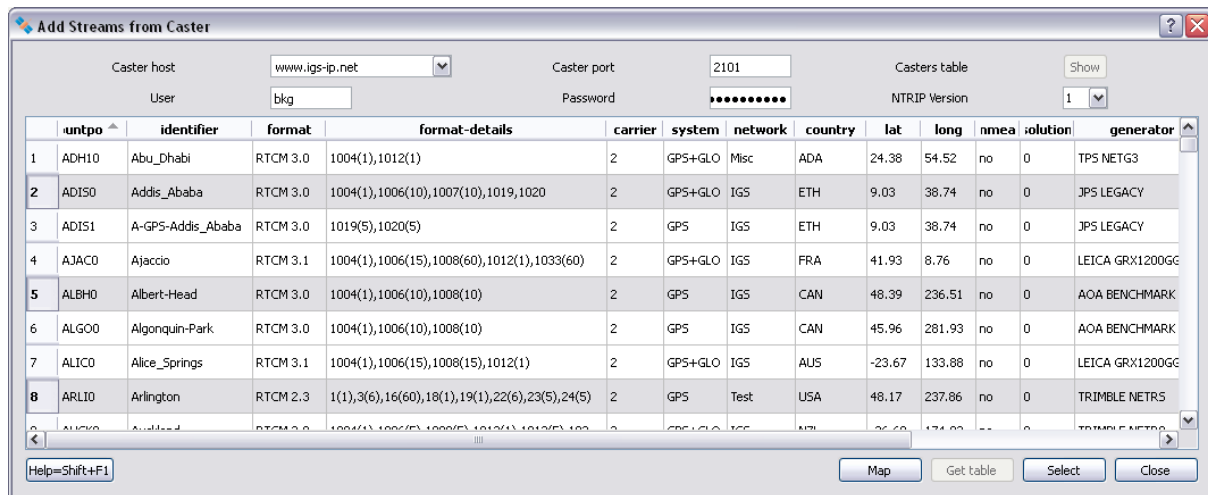 Add Streams from Caster
Caster host www.igs-ip.net Caster port 2101 Casters table Show
User bkg Password ●●●●●●●●●● NTRIP Version 1
untpo identifier format format-details carrier system network country lat long nmea solution generator
1 ADH10 Abu_Dhabi RTCM 3.0 1004(1),1012(1) 2 GPS+GLO Misc ADA 24.38 54.52 no 0 TPS NETG3
2 ADIS0 Addis_Ababa RTCM 3.0 1004(1),1006(10),1007(10),1019,1020 2 GPS+GLO IGS ETH 9.03 38.74 no 0 JPS LEGACY
3 ADIS1 A-GPS-Addis_Ababa RTCM 3.0 1019(5),1020(5) 2 GPS IGS ETH 9.03 38.74 no 0 JPS LEGACY
4 AJAC0 Ajaccio RTCM 3.1 1004(1),1006(15),1008(60),1012(1),1033(60) 2 GPS+GLO IGS FRA 41.93 8.76 no 0 LEICA GRX1200GG
5 ALBH0 Albert-Head RTCM 3.0 1004(1),1006(10),1008(10) 2 GPS IGS CAN 48.39 236.51 no 0 AOA BENCHMARK
6 ALGO0 Algonquin-Park RTCM 3.0 1004(1),1006(10),1008(10) 2 GPS IGS CAN 45.96 281.93 no 0 AOA BENCHMARK
7 ALIC0 Alice_Springs RTCM 3.1 1004(1),1006(15),1008(15),1012(1) 2 GPS+GLO IGS AUS -23.67 133.88 no 0 LEICA GRX1200GG
8 ARLI0 Arlington RTCM 2.3 1(1),3(6),16(60),18(1),19(1),22(6),23(5),24(5) 2 GPS Test USA 48.17 237.86 no 0 TRIMBLE NETRS
Help=Shift+F1 Map Get table Select Close